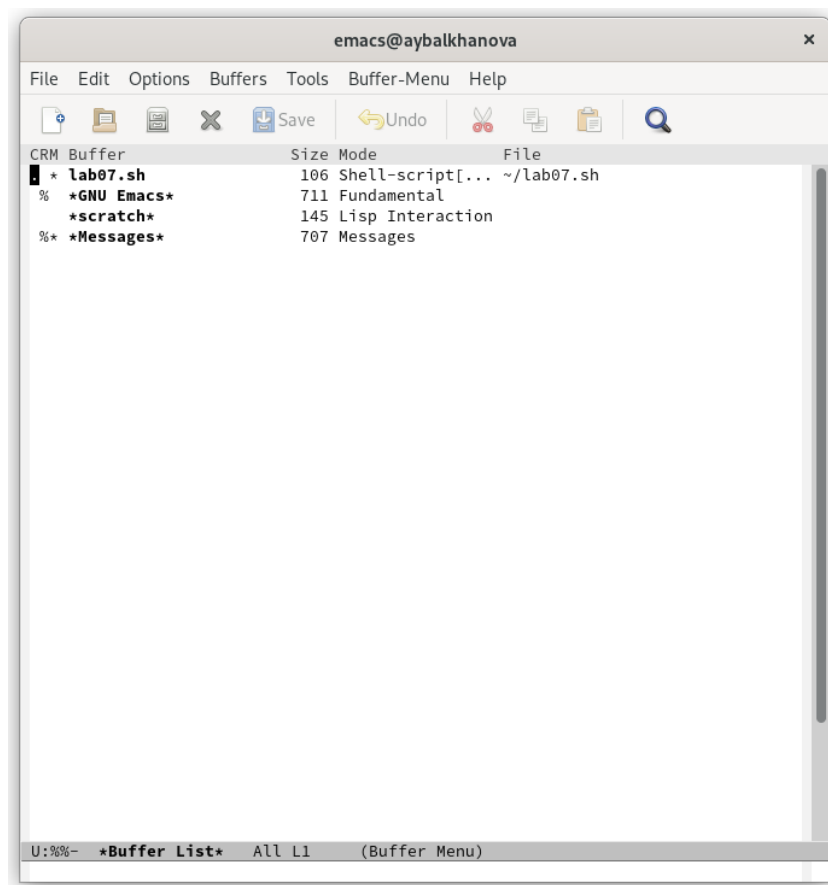 emacs@aybalkhanova ×
File Edit Options Buffers Tools Buffer-Menu Help
Save Undo
CRM Buffer Size Mode File
. * lab07.sh 106 Shell-script[... ~/lab07.sh
% *GNU Emacs* 711 Fundamental
*scratch* 145 Lisp Interaction
%* *Messages* 707 Messages
U:%%- *Buffer List* All L1 (Buffer Menu)